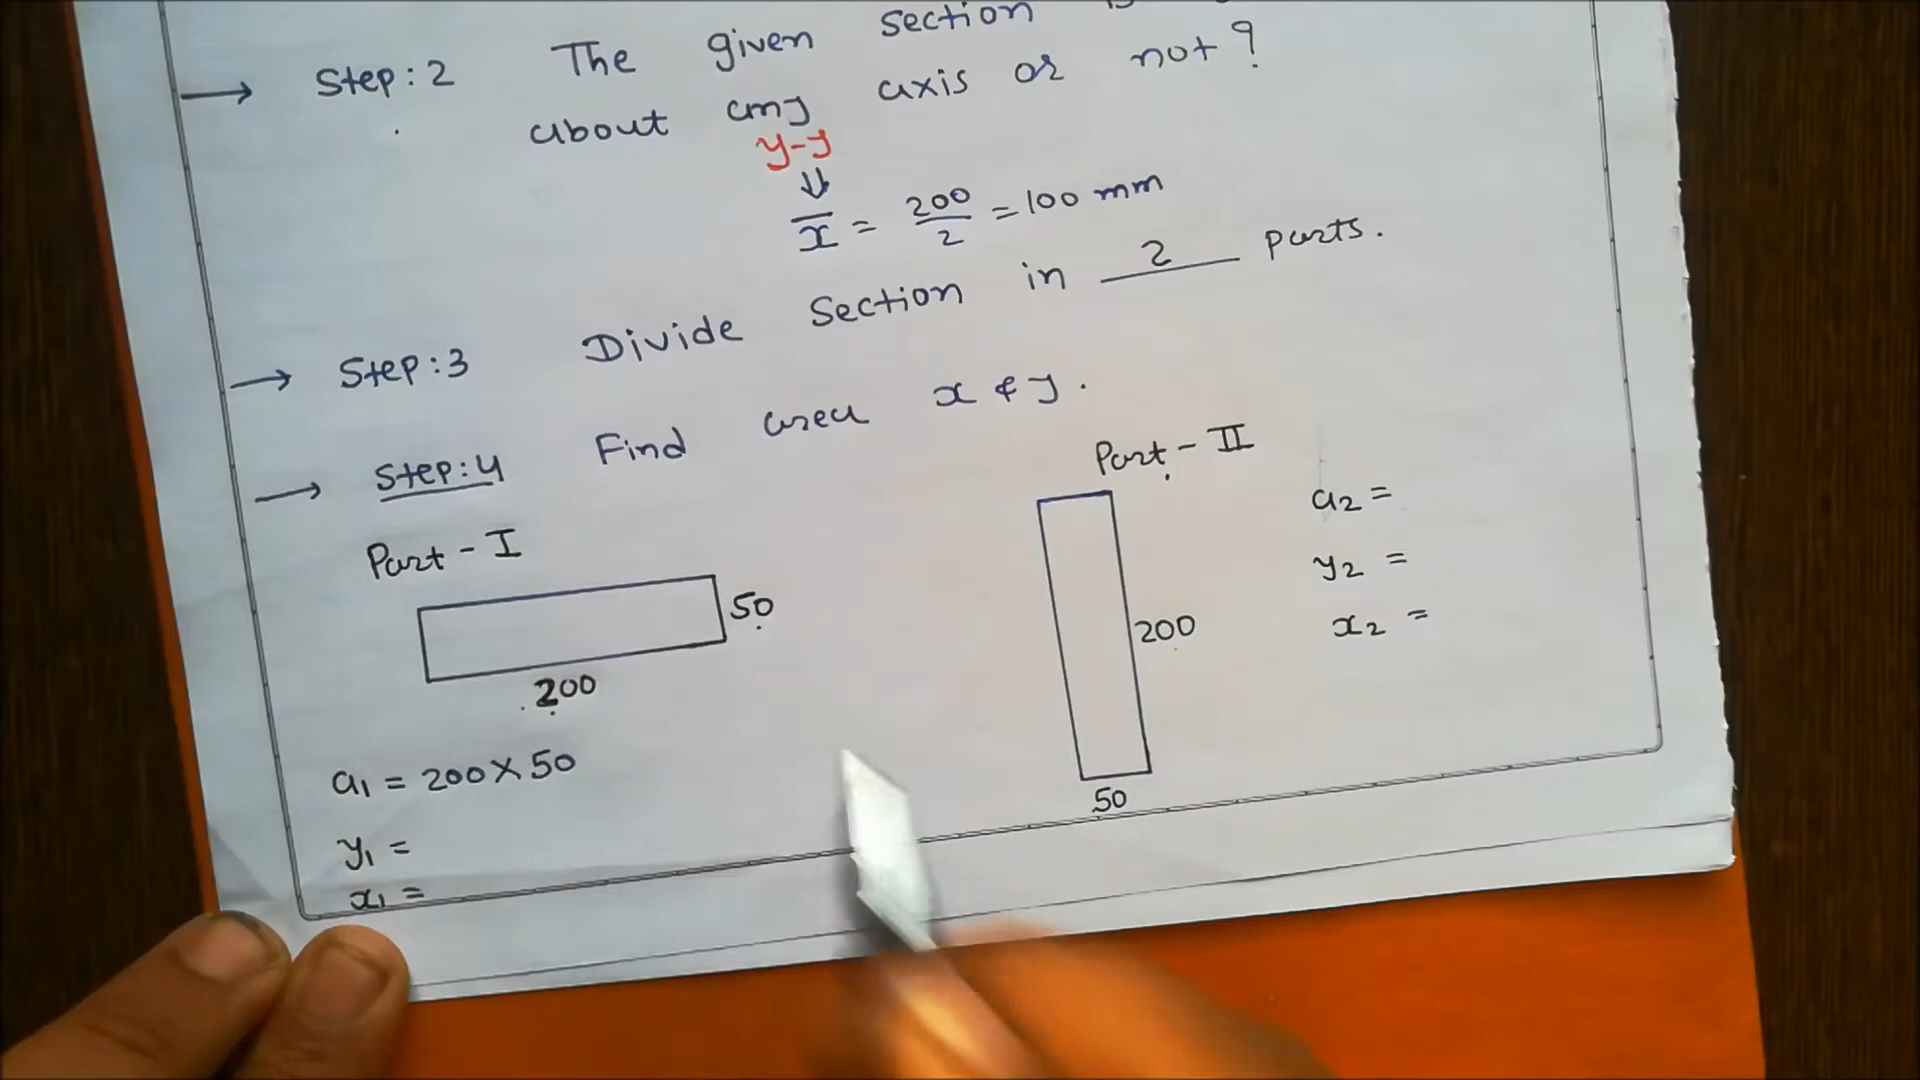 → Step:2 The given section
about any axis or not?
y-y
⇓
x̄ = 200/2 = 100 mm
→ Step:3 Divide Section in 2 parts.
→ Step:4 Find area x & y.
Part - I
50
200
a1 = 200 × 50
y1 =
x1 =
Part - II
200
50
a2 =
y2 =
x2 =